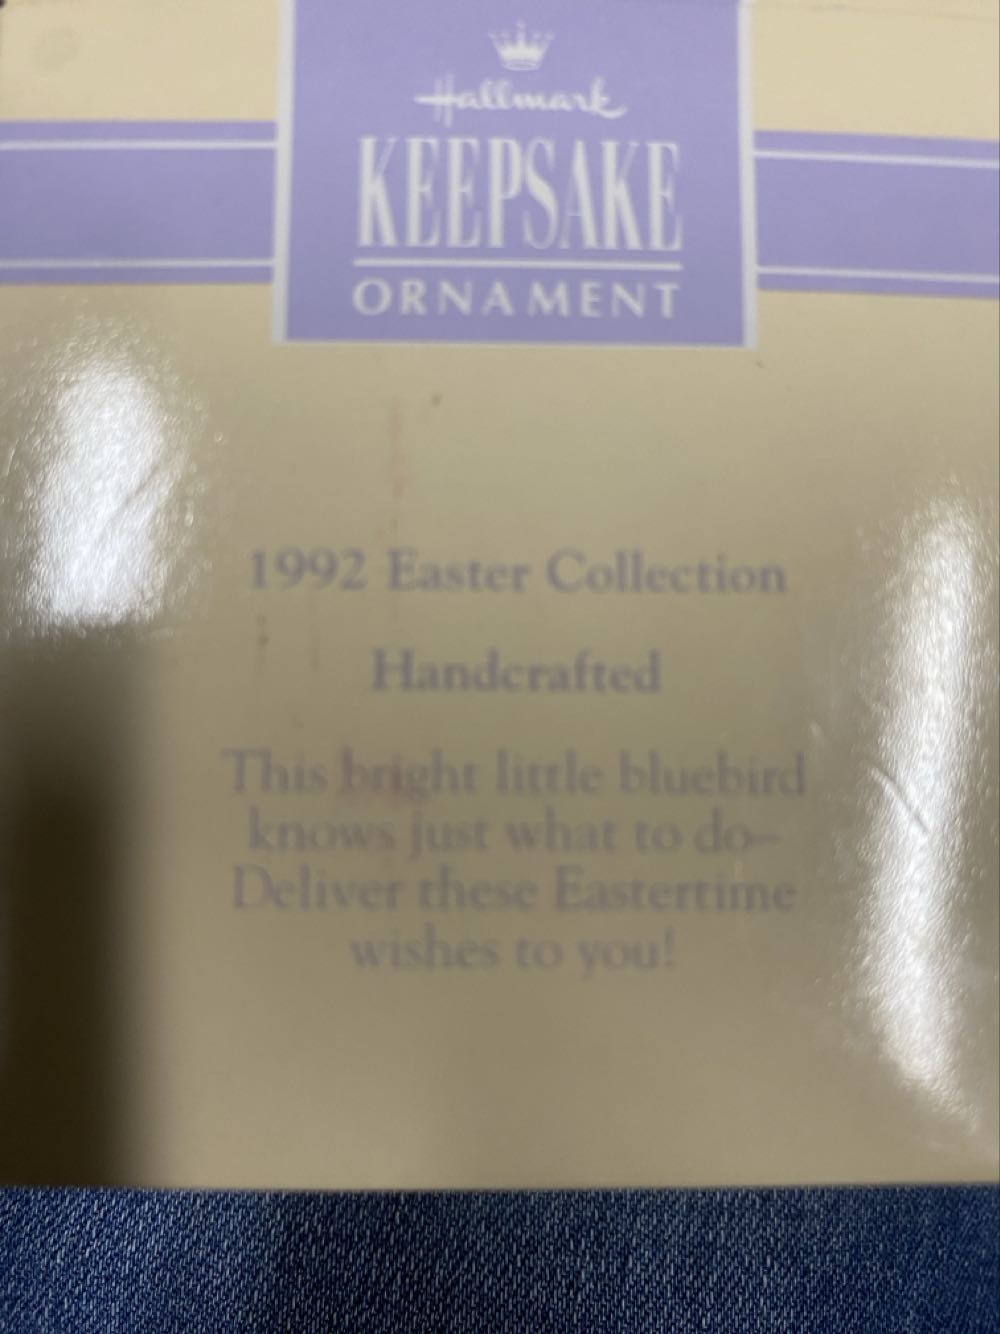 Hallmark
KEEPSAKE
ORNAMENT
1992 Easter Collection
Handcrafted
This bright little bluebird
knows just what to do–
Deliver these Eastertime
wishes to you!